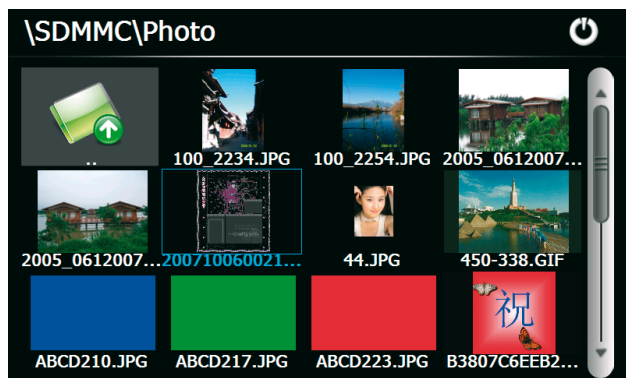 \SDMMC\Photo
..
100_2234.JPG
100_2254.JPG
2005_0612007...
2005_0612007...
200710060021...
44.JPG
450-338.GIF
祝
ABCD210.JPG
ABCD217.JPG
ABCD223.JPG
B3807C6EEB2...